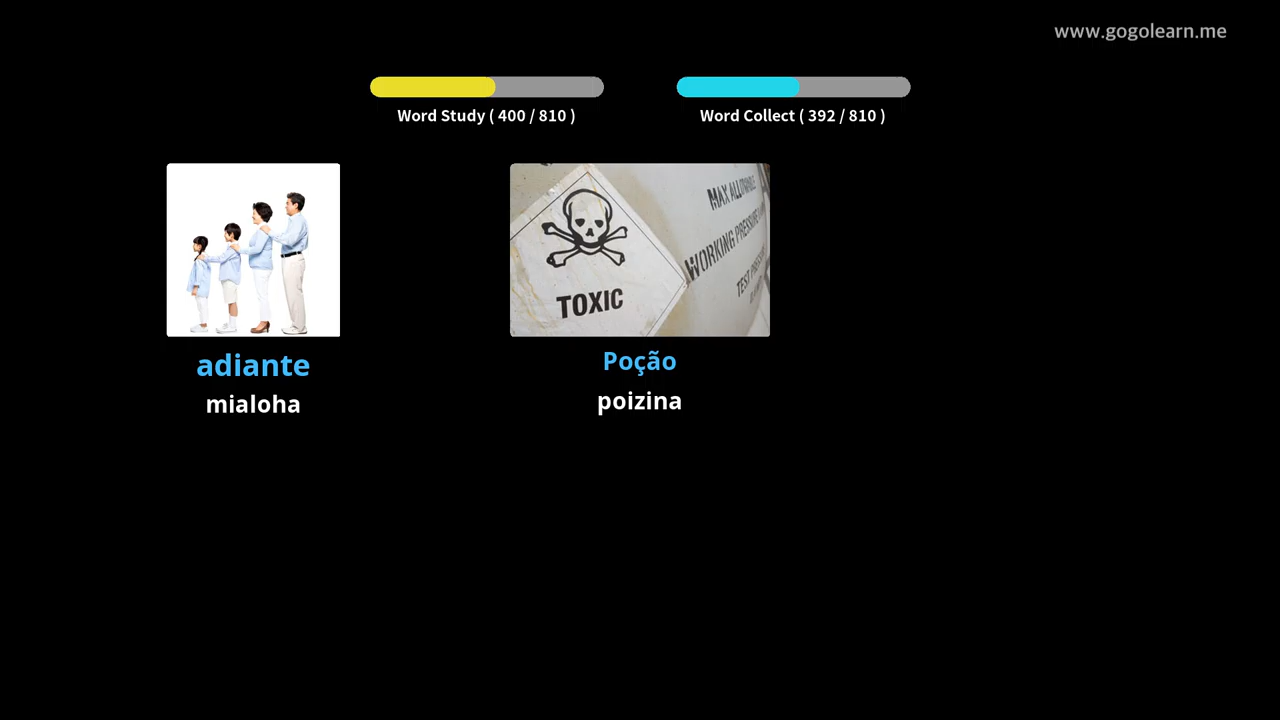 www.gogolearn.me
Word Study ( 400 / 810 )
Word Collect ( 392 / 810 )
MAX ALLOWABLE
WORKING PRESSURE
TEST
TOXIC
adiante
mialoha
Poção
poizina